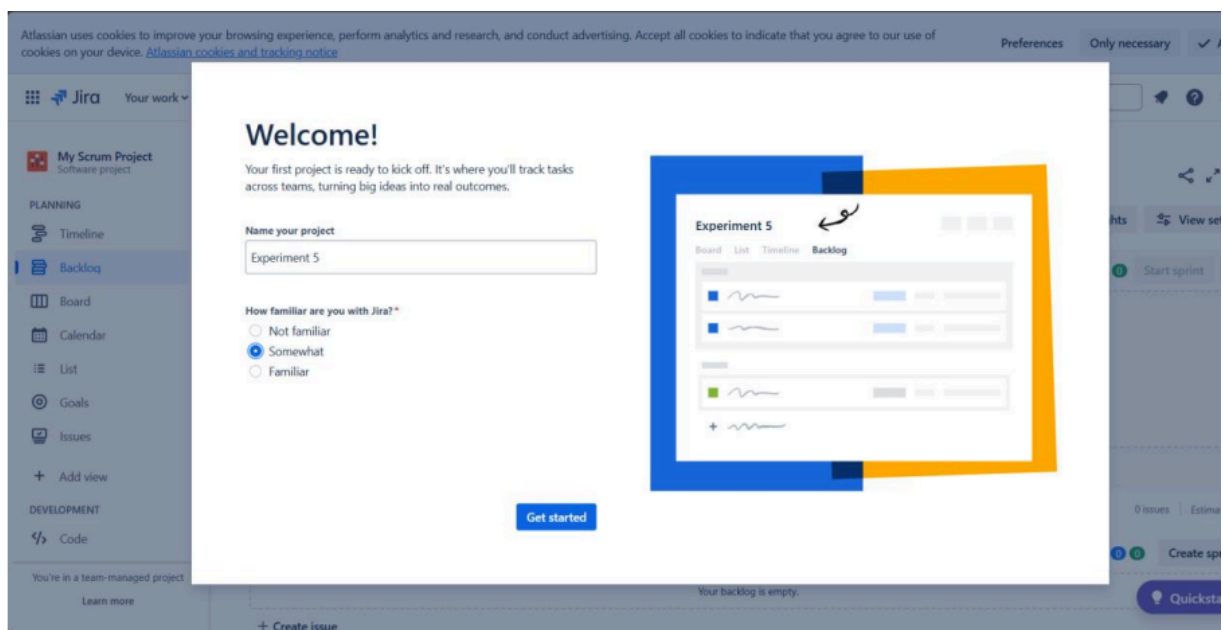 Atlassian uses cookies to improve your browsing experience, perform analytics and research, and conduct advertising. Accept all cookies to indicate that you agree to our use of
cookies on your device. Atlassian cookies and tracking notice
Preferences
Only necessary
Jira
Your work
My Scrum Project
Software project
PLANNING
Timeline
Backlog
Board
Calendar
List
Goals
Issues
+ Add view
DEVELOPMENT
</> Code
You're in a team-managed project
Learn more
Welcome!
Your first project is ready to kick off. It's where you'll track tasks
across teams, turning big ideas into real outcomes.
Name your project
Experiment 5
How familiar are you with Jira?*
Not familiar
Somewhat
Familiar
Get started
Experiment 5
Board List Timeline Backlog
View
0 Start sprint
0 issues
0 0 Create
Your backlog is empty.
+ Create issue